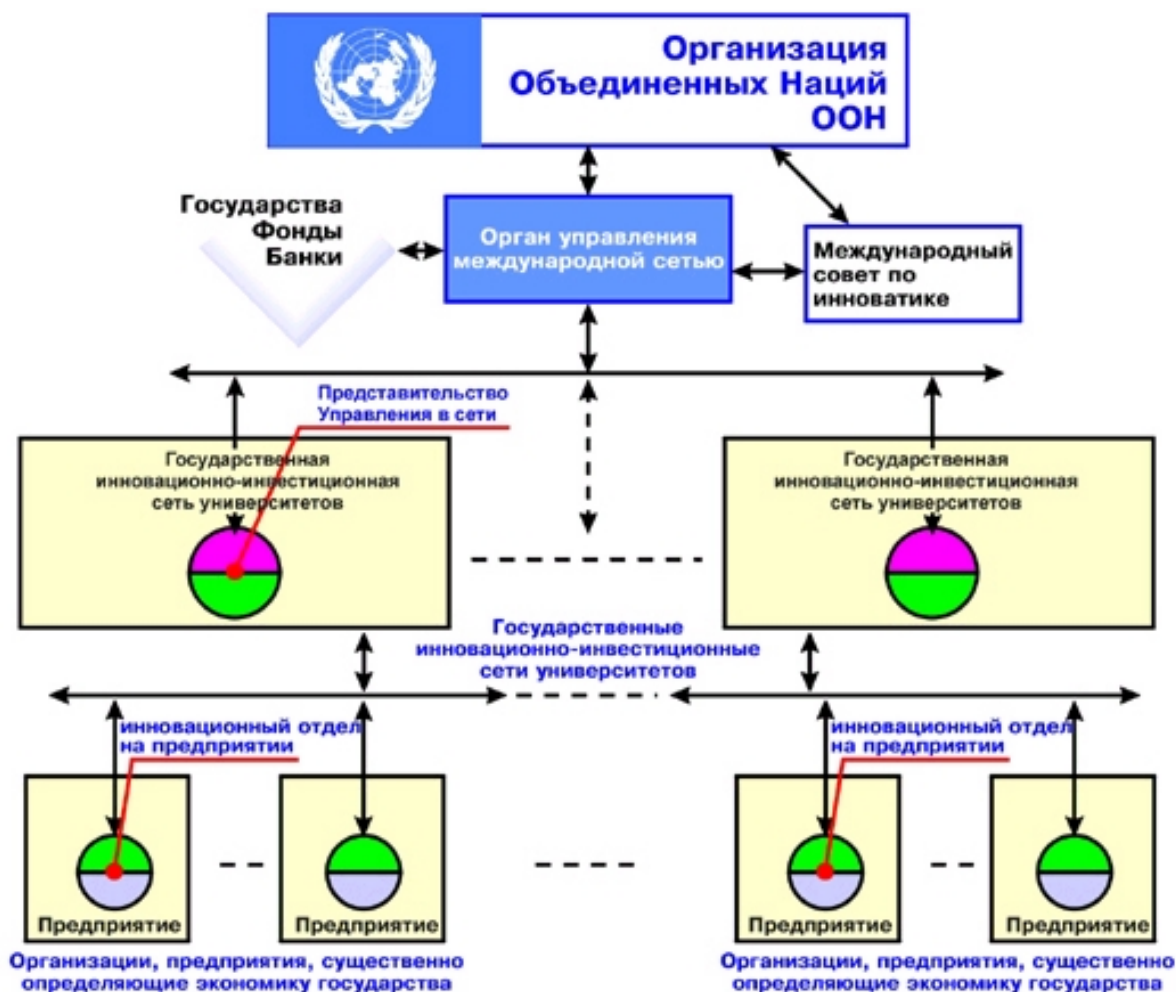 Организация
Объединенных Наций
ООН
Государства
Фонды
Банки
Орган управления
международной сетью
Международный
совет по
инноватике
Представительство
Управления в сети
Государственная
инновационно-инвестиционная
сеть университетов
Государственная
инновационно-инвестиционная
сеть университетов
Государственные
инновационно-инвестиционные
сети университетов
инновационный отдел
на предприятии
инновационный отдел
на предприятии
Предприятие
Предприятие
Предприятие
Предприятие
Организации, предприятия, существенно
определяющие экономику государства
Организации, предприятия, существенно
определяющие экономику государства